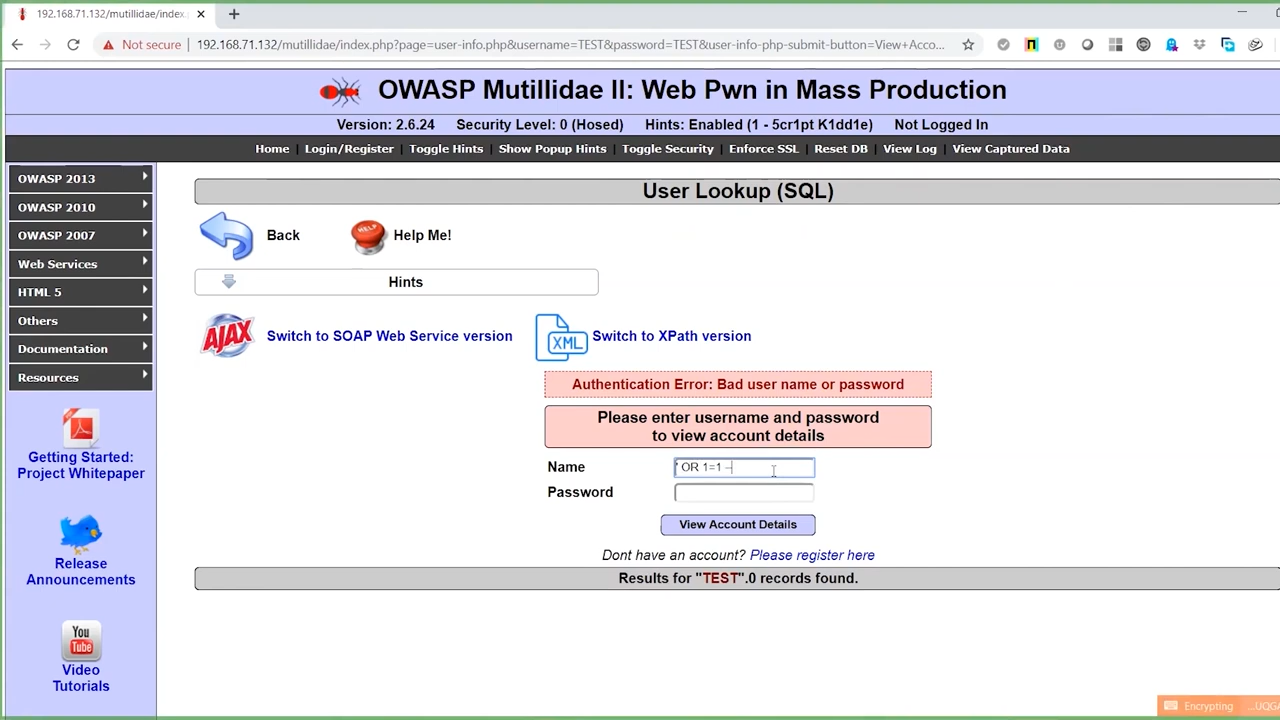 192.168.71.132/mutillidae/index.
Not secure
192.168.71.132/mutillidae/index.php?page=user-info.php&username=TEST&password=TEST&user-info-php-submit-button=View+Acco...
OWASP Mutillidae II: Web Pwn in Mass Production
Version: 2.6.24 Security Level: 0 (Hosed) Hints: Enabled (1 - 5cr1pt K1dd1e) Not Logged In
Home Login/Register Toggle Hints Show Popup Hints Toggle Security Enforce SSL Reset DB View Log View Captured Data
OWASP 2013
OWASP 2010
OWASP 2007
Web Services
HTML 5
Others
Documentation
Resources
Getting Started:
Project Whitepaper
Release
Announcements
You
Tube
Video
Tutorials
User Lookup (SQL)
Back
HELP
Help Me!
Hints
AJAX
Switch to SOAP Web Service version
XML
Switch to XPath version
Authentication Error: Bad user name or password
Please enter username and password
to view account details
Name ' OR 1=1 --
Password
View Account Details
Dont have an account? Please register here
Results for "TEST".0 records found.
Encrypting ...UQGA